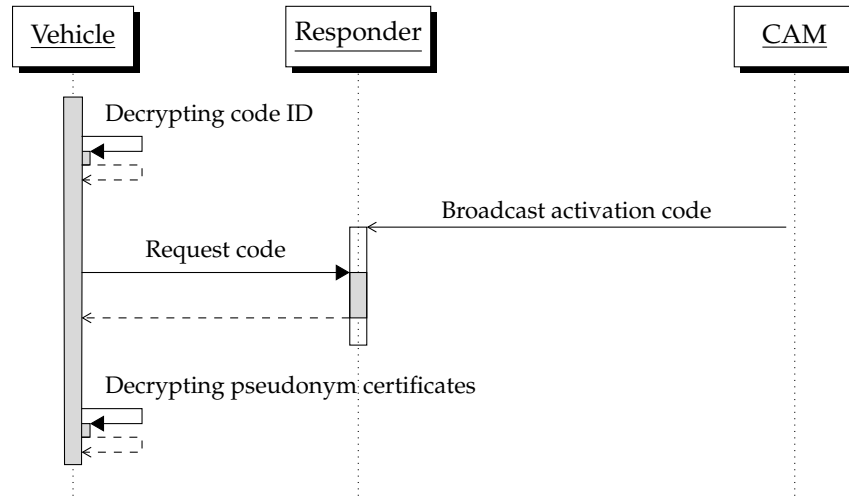 Vehicle
Responder
CAM
Decrypting code ID
Broadcast activation code
Request code
Decrypting pseudonym certificates